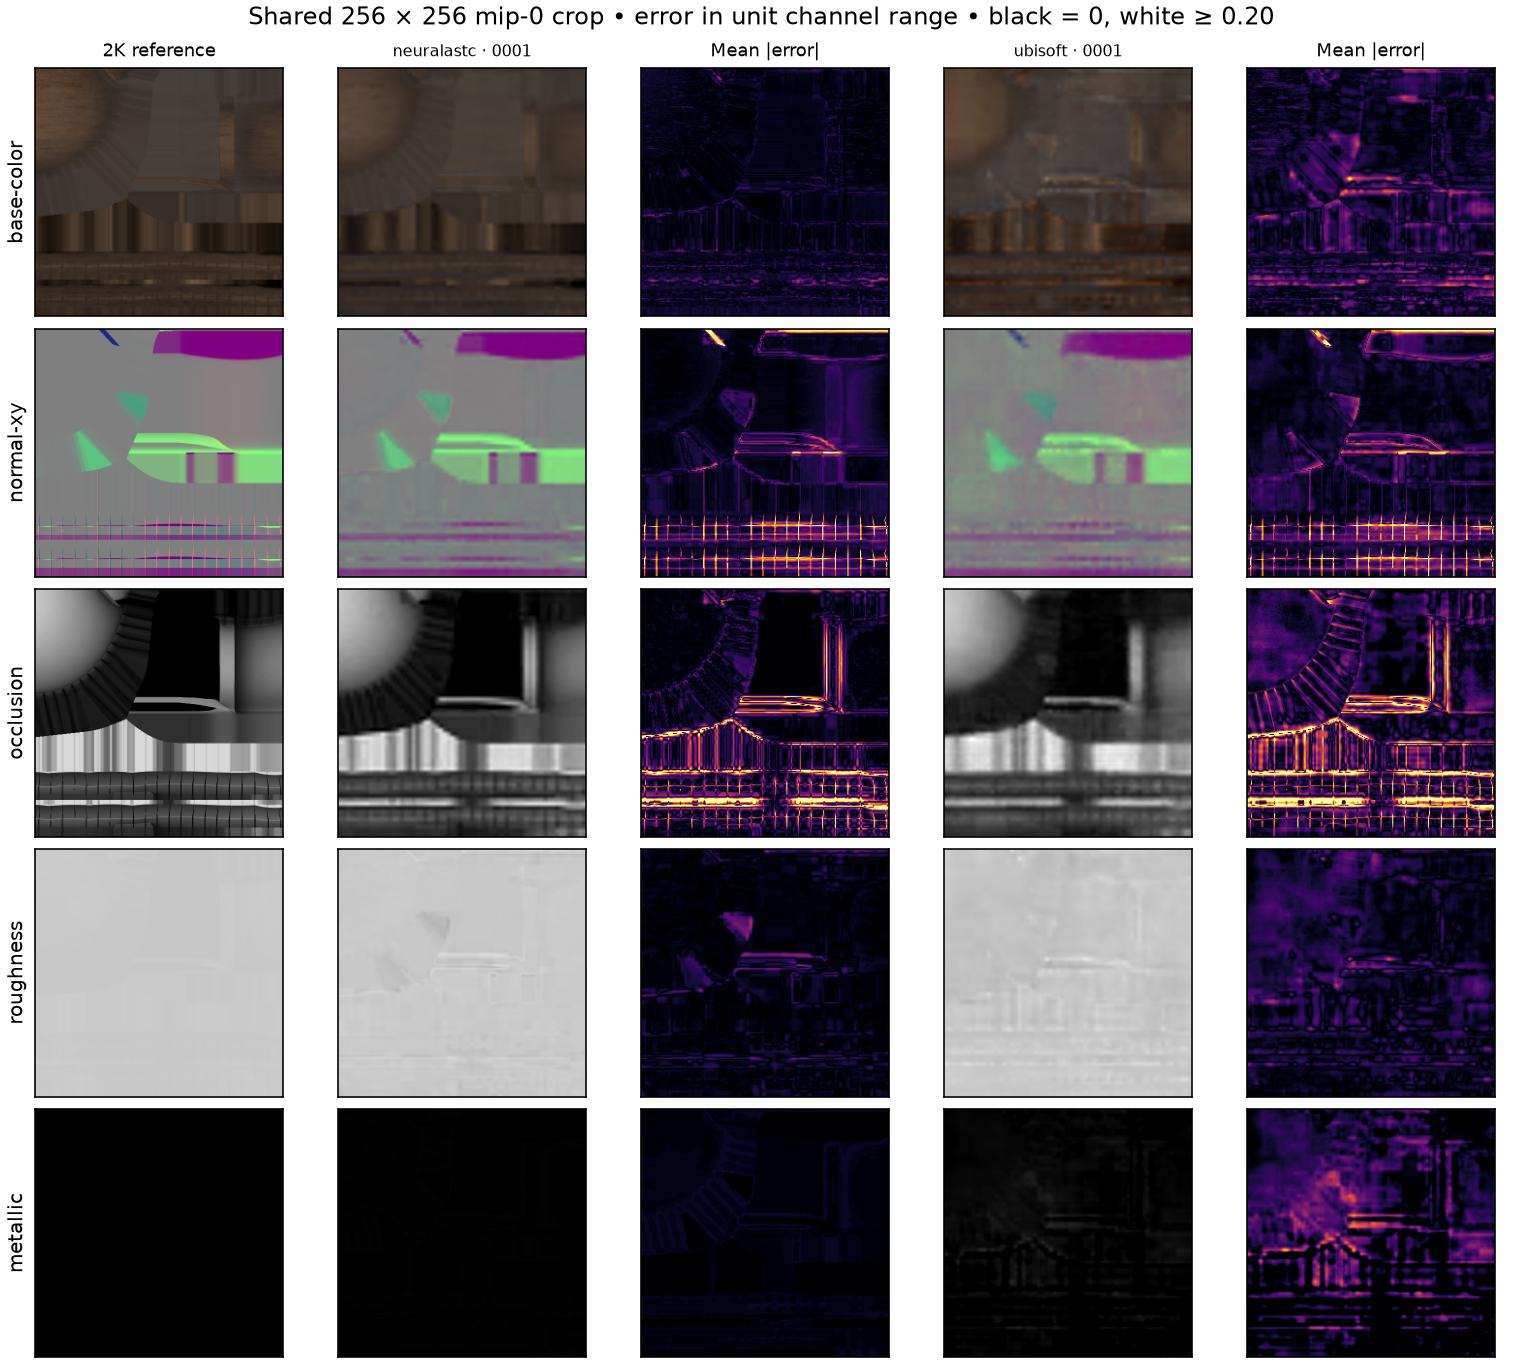 Shared 256 × 256 mip-0 crop • error in unit channel range • black = 0, white ≥ 0.20
2K reference
neuralastc · 0001
Mean |error|
ubisoft · 0001
Mean |error|
base-color
normal-xy
occlusion
roughness
metallic